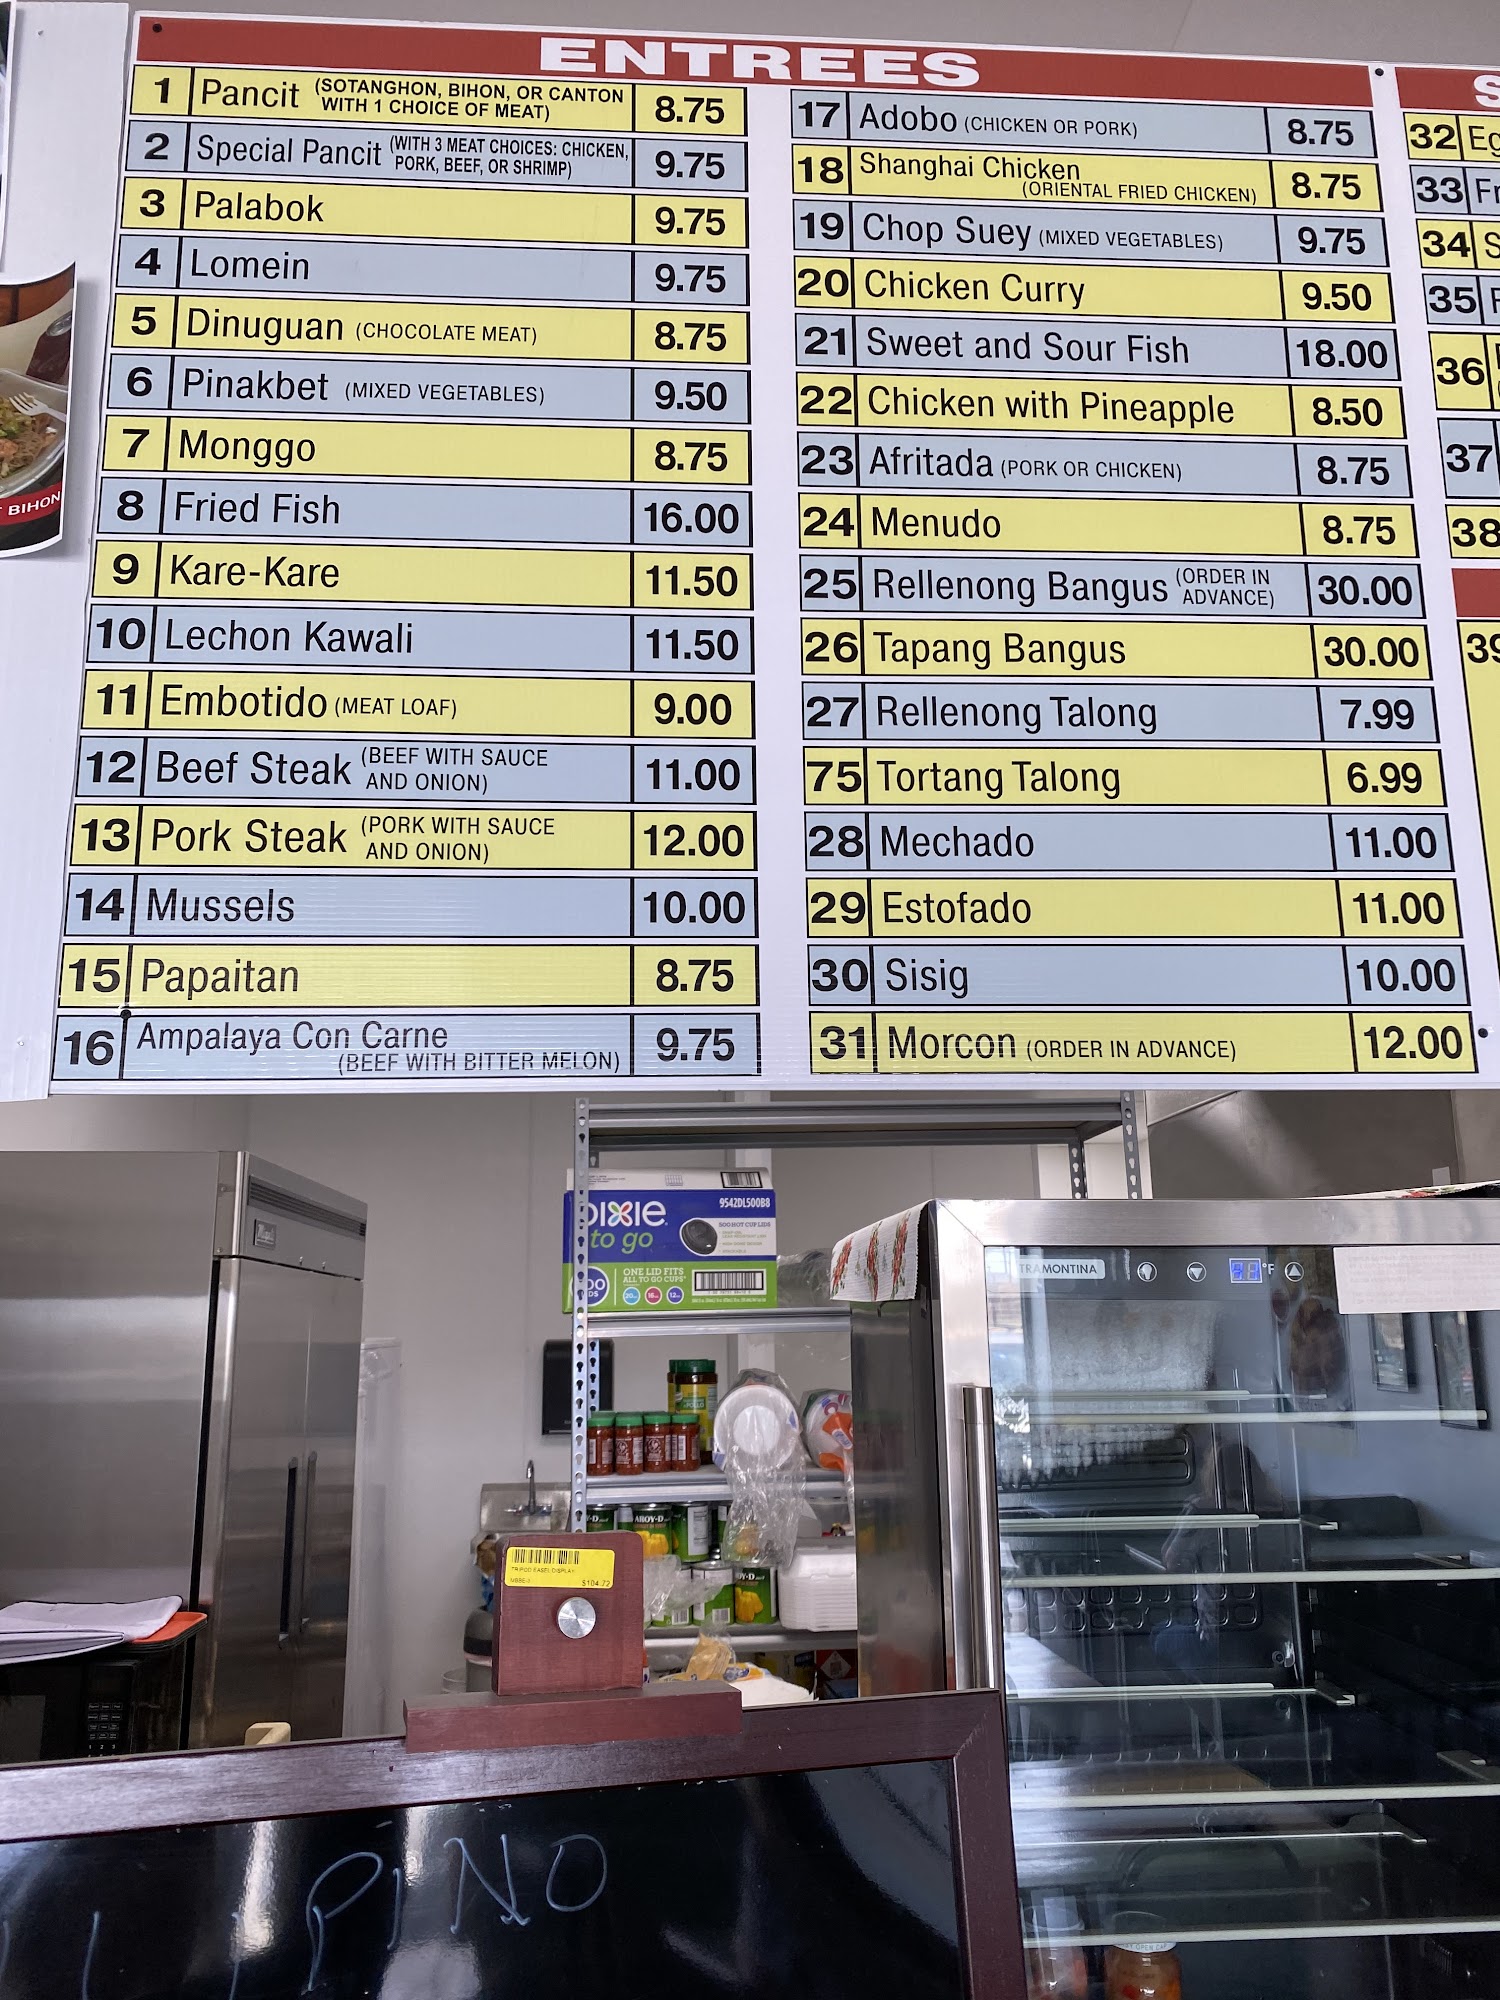 ENTREES
1 Pancit (SOTANGHON, BIHON, OR CANTON
WITH 1 CHOICE OF MEAT) 8.75
2 Special Pancit (WITH 3 MEAT CHOICES: CHICKEN,
PORK, BEEF, OR SHRIMP) 9.75
3 Palabok 9.75
4 Lomein 9.75
5 Dinuguan (CHOCOLATE MEAT) 8.75
6 Pinakbet (MIXED VEGETABLES) 9.50
7 Monggo 8.75
8 Fried Fish 16.00
9 Kare-Kare 11.50
10 Lechon Kawali 11.50
11 Embotido (MEAT LOAF) 9.00
12 Beef Steak (BEEF WITH SAUCE
AND ONION) 11.00
13 Pork Steak (PORK WITH SAUCE
AND ONION) 12.00
14 Mussels 10.00
15 Papaitan 8.75
16 Ampalaya Con Carne
(BEEF WITH BITTER MELON) 9.75
17 Adobo (CHICKEN OR PORK) 8.75
18 Shanghai Chicken
(ORIENTAL FRIED CHICKEN) 8.75
19 Chop Suey (MIXED VEGETABLES) 9.75
20 Chicken Curry 9.50
21 Sweet and Sour Fish 18.00
22 Chicken with Pineapple 8.50
23 Afritada (PORK OR CHICKEN) 8.75
24 Menudo 8.75
25 Rellenong Bangus (ORDER IN
ADVANCE) 30.00
26 Tapang Bangus 30.00
27 Rellenong Talong 7.99
75 Tortang Talong 6.99
28 Mechado 11.00
29 Estofado 11.00
30 Sisig 10.00
31 Morcon (ORDER IN ADVANCE) 12.00
32
33
34
35
36
37
38
39
BIHON
Dixie
to go
9542DL500B8
500 HOT CUP LIDS
ONE LID FITS
ALL TO GO CUPS*
TRAMONTINA
°F
AROY-D
TRIPOD EASEL DISPLAY
$104.72
PINO